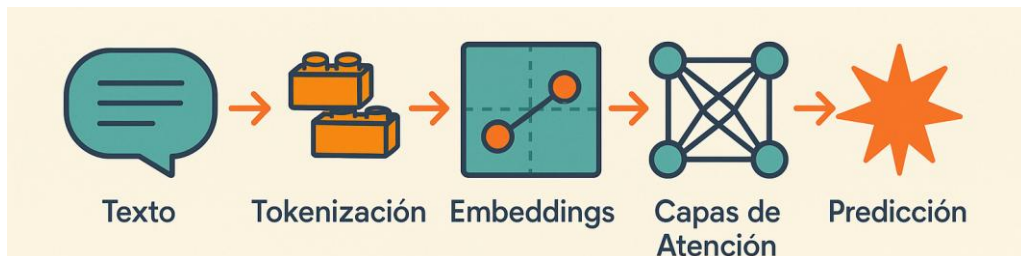 Texto
Tokenización
Embeddings
Capas de
Atención
Predicción